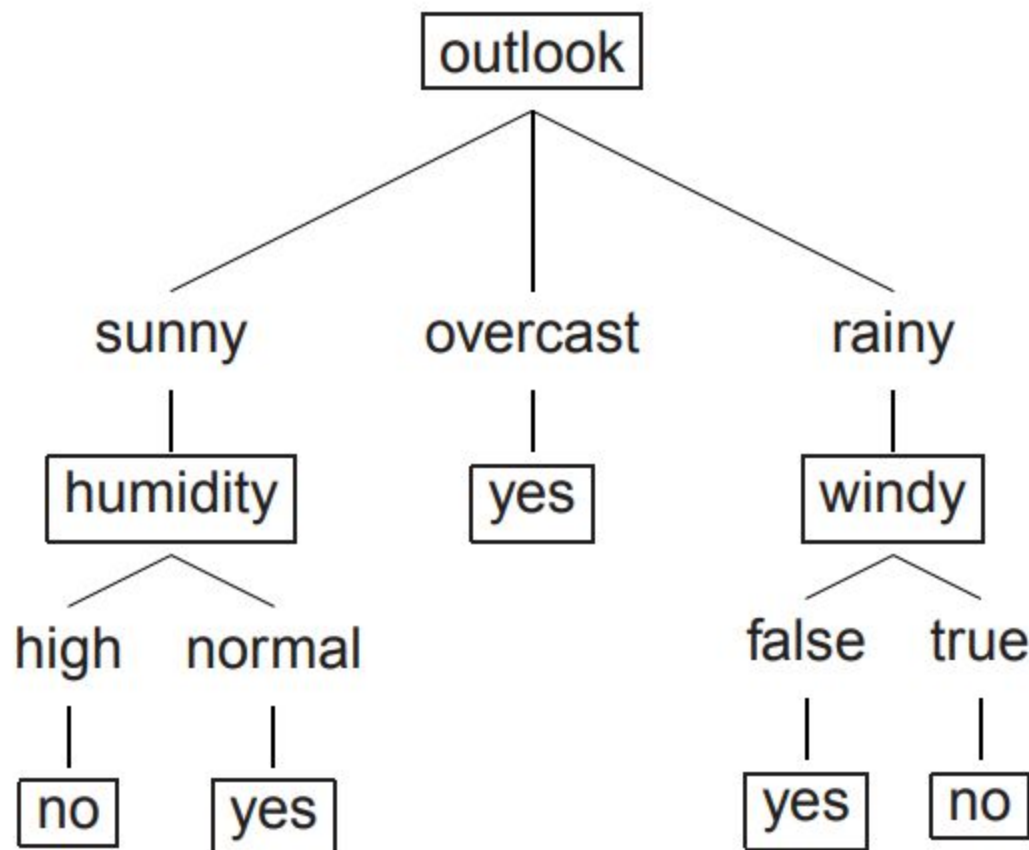 outlook
sunny overcast rainy
humidity yes windy
high normal false true
no yes yes no